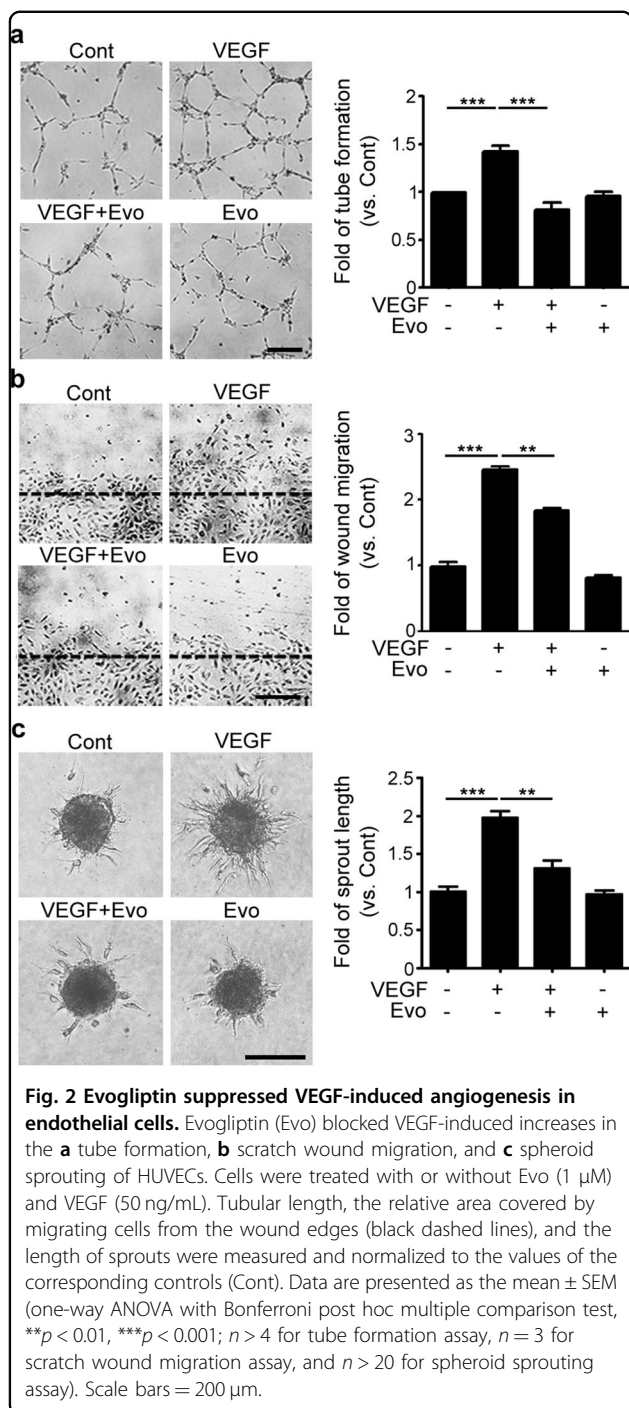 a
Cont VEGF
VEGF+Evo Evo
Fold of tube formation
(vs. Cont)
2
1.5
1
0.5
0
*** ***
VEGF - + + -
Evo - - + +
b
Cont VEGF
VEGF+Evo Evo
Fold of wound migration
(vs. Cont)
3
2
1
0
*** **
VEGF - + + -
Evo - - + +
c
Cont VEGF
VEGF+Evo Evo
Fold of sprout length
(vs. Cont)
2.5
2
1.5
1
0.5
0
*** **
VEGF - + + -
Evo - - + +
Fig. 2 Evogliptin suppressed VEGF-induced angiogenesis in
endothelial cells. Evogliptin (Evo) blocked VEGF-induced increases in
the a tube formation, b scratch wound migration, and c spheroid
sprouting of HUVECs. Cells were treated with or without Evo (1 μM)
and VEGF (50 ng/mL). Tubular length, the relative area covered by
migrating cells from the wound edges (black dashed lines), and the
length of sprouts were measured and normalized to the values of the
corresponding controls (Cont). Data are presented as the mean ± SEM
(one-way ANOVA with Bonferroni post hoc multiple comparison test,
**p < 0.01, ***p < 0.001; n > 4 for tube formation assay, n = 3 for
scratch wound migration assay, and n > 20 for spheroid sprouting
assay). Scale bars = 200 μm.